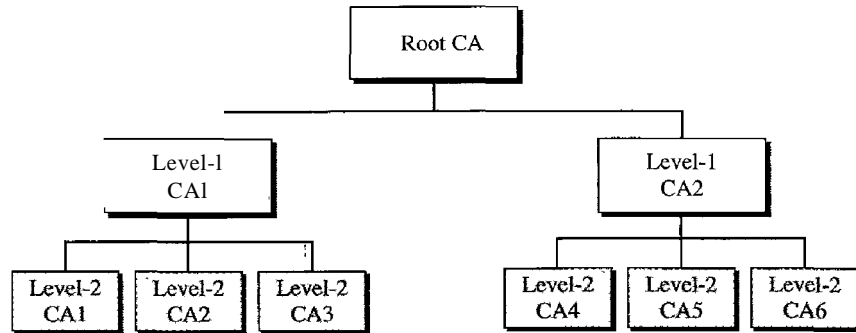 Root CA
Level-1
CA1
Level-1
CA2
Level-2
CA1
Level-2
CA2
Level-2
CA3
Level-2
CA4
Level-2
CA5
Level-2
CA6